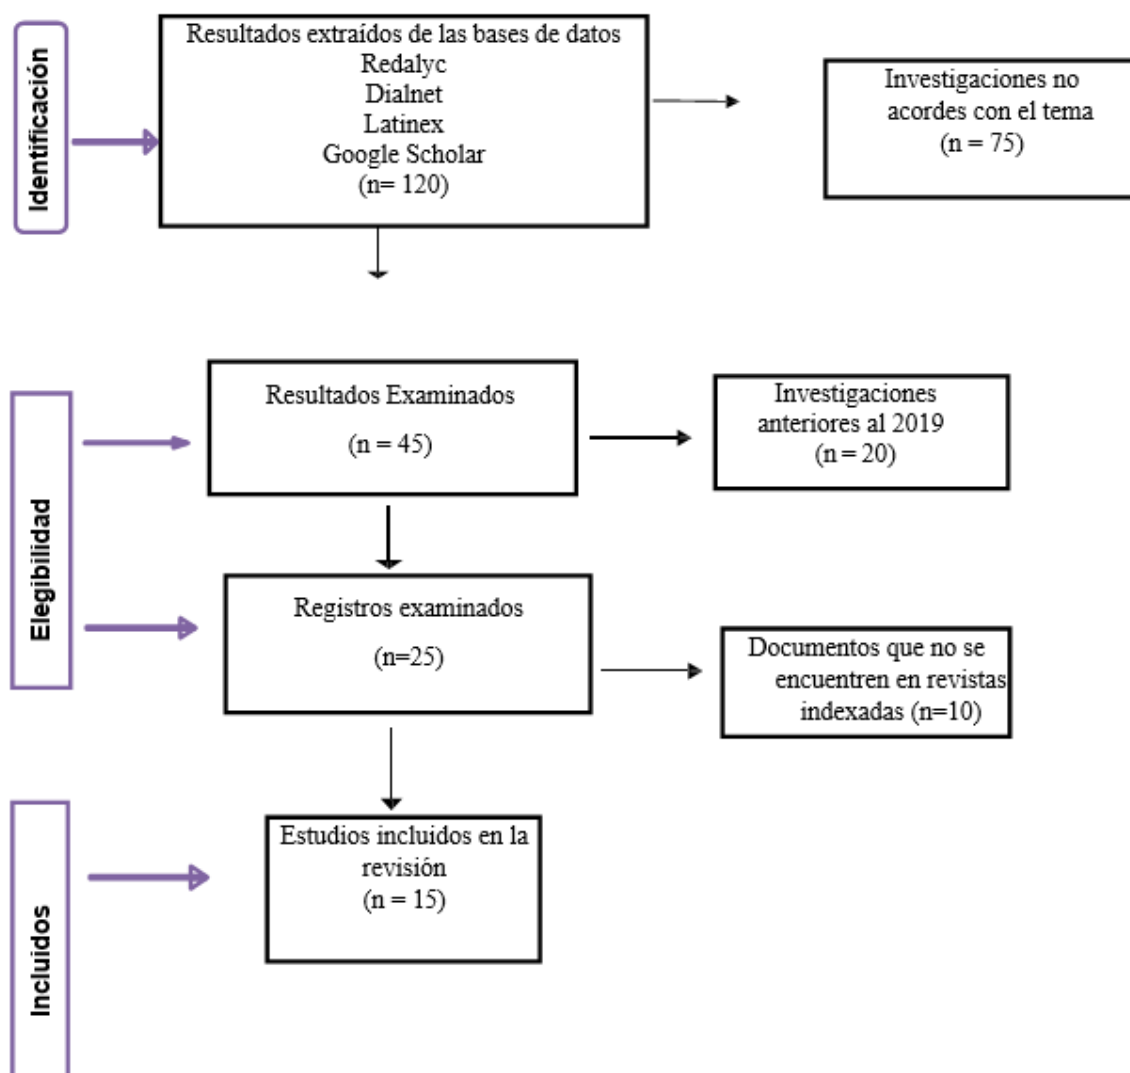 Identificación
Resultados extraídos de las bases de datos
Redalyc
Dialnet
Latinex
Google Scholar
(n= 120)
Investigaciones no
acordes con el tema
(n = 75)
Elegibilidad
Resultados Examinados
(n = 45)
Investigaciones
anteriores al 2019
(n = 20)
Registros examinados
(n=25)
Documentos que no se
encuentren en revistas
indexadas (n=10)
Incluidos
Estudios incluidos en la
revisión
(n = 15)